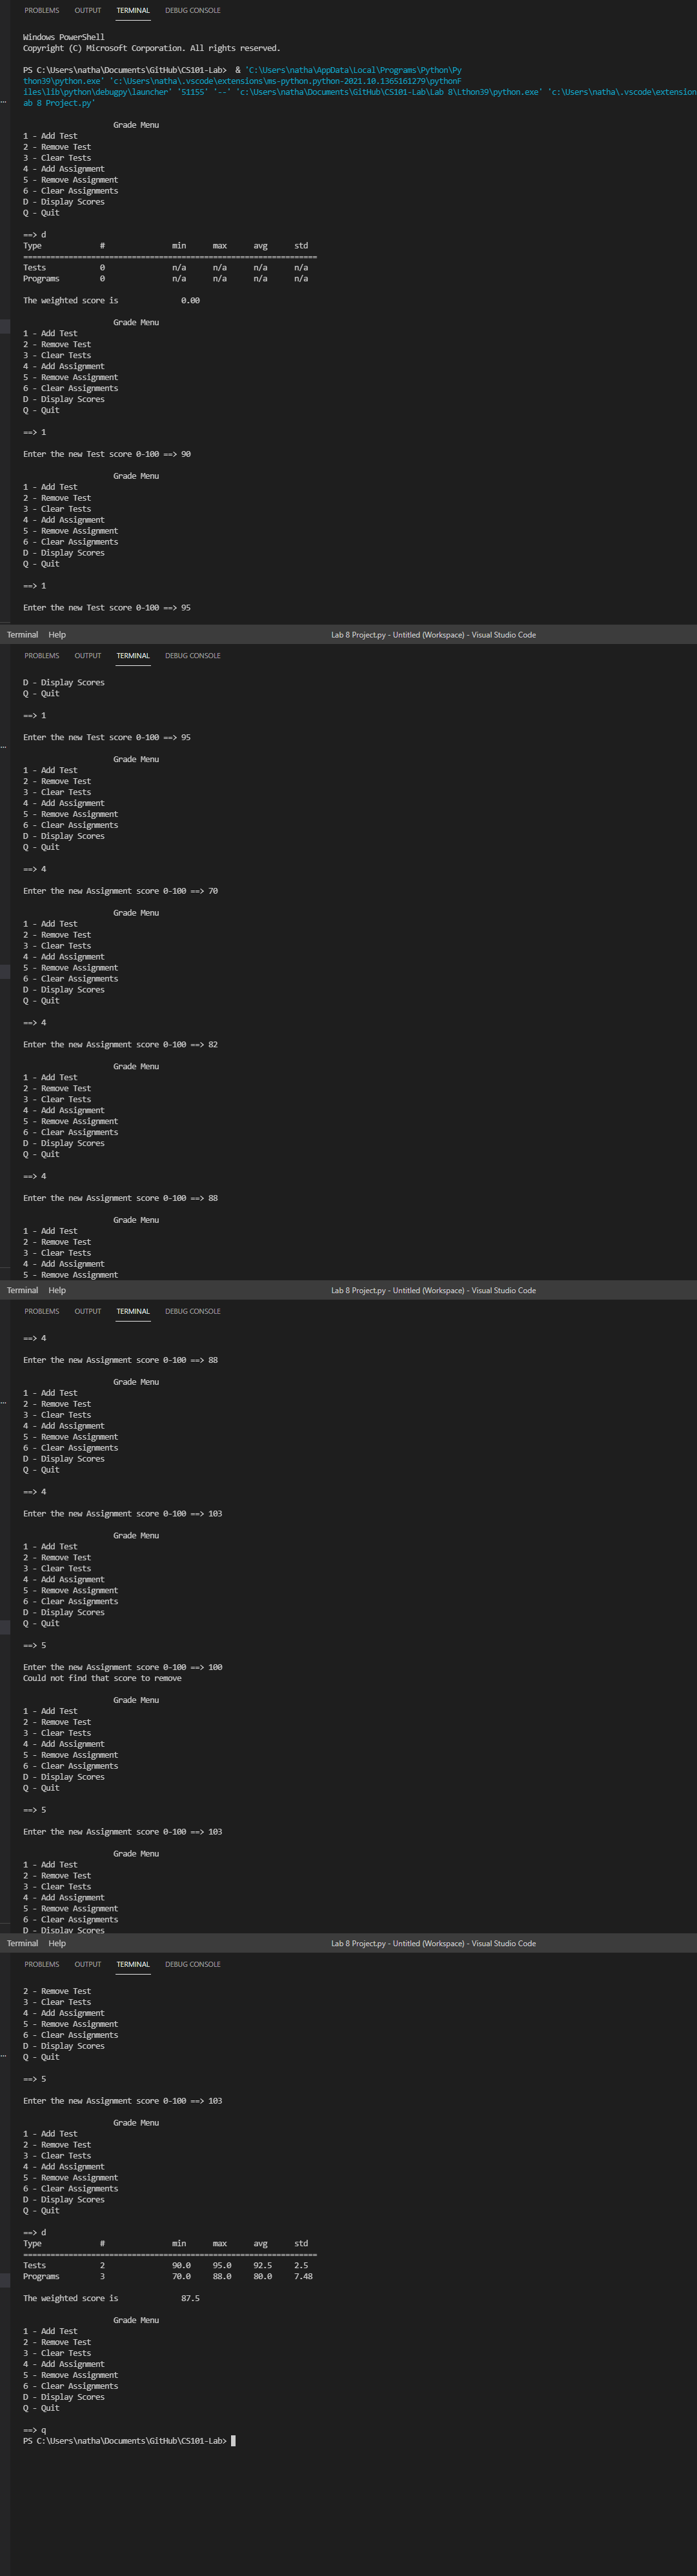 PROBLEMS OUTPUT TERMINAL DEBUG CONSOLE
Windows PowerShell
Copyright (C) Microsoft Corporation. All rights reserved.
PS C:\Users\natha\Documents\GitHub\CS101-Lab>  & 'C:\Users\natha\AppData\Local\Programs\Python\Py
thon39\python.exe' 'c:\Users\natha\.vscode\extensions\ms-python.python-2021.10.1365161279\pythonF
iles\lib\python\debugpy\launcher' '51155' '--' 'c:\Users\natha\Documents\GitHub\CS101-Lab\Lab 8\Lthon39\python.exe' 'c:\Users\natha\.vscode\extension
ab 8 Project.py'
Grade Menu
1 - Add Test
2 - Remove Test
3 - Clear Tests
4 - Add Assignment
5 - Remove Assignment
6 - Clear Assignments
D - Display Scores
Q - Quit
==> d
Type # min max avg std
=================================================================
Tests 0 n/a n/a n/a n/a
Programs 0 n/a n/a n/a n/a
The weighted score is 0.00
Grade Menu
1 - Add Test
2 - Remove Test
3 - Clear Tests
4 - Add Assignment
5 - Remove Assignment
6 - Clear Assignments
D - Display Scores
Q - Quit
==> 1
Enter the new Test score 0-100 ==> 90
Grade Menu
1 - Add Test
2 - Remove Test
3 - Clear Tests
4 - Add Assignment
5 - Remove Assignment
6 - Clear Assignments
D - Display Scores
Q - Quit
==> 1
Enter the new Test score 0-100 ==> 95
Terminal Help Lab 8 Project.py - Untitled (Workspace) - Visual Studio Code
PROBLEMS OUTPUT TERMINAL DEBUG CONSOLE
D - Display Scores
Q - Quit
==> 1
Enter the new Test score 0-100 ==> 95
Grade Menu
1 - Add Test
2 - Remove Test
3 - Clear Tests
4 - Add Assignment
5 - Remove Assignment
6 - Clear Assignments
D - Display Scores
Q - Quit
==> 4
Enter the new Assignment score 0-100 ==> 70
Grade Menu
1 - Add Test
2 - Remove Test
3 - Clear Tests
4 - Add Assignment
5 - Remove Assignment
6 - Clear Assignments
D - Display Scores
Q - Quit
==> 4
Enter the new Assignment score 0-100 ==> 82
Grade Menu
1 - Add Test
2 - Remove Test
3 - Clear Tests
4 - Add Assignment
5 - Remove Assignment
6 - Clear Assignments
D - Display Scores
Q - Quit
==> 4
Enter the new Assignment score 0-100 ==> 88
Grade Menu
1 - Add Test
2 - Remove Test
3 - Clear Tests
4 - Add Assignment
5 - Remove Assignment
Terminal Help Lab 8 Project.py - Untitled (Workspace) - Visual Studio Code
PROBLEMS OUTPUT TERMINAL DEBUG CONSOLE
==> 4
Enter the new Assignment score 0-100 ==> 88
Grade Menu
1 - Add Test
2 - Remove Test
3 - Clear Tests
4 - Add Assignment
5 - Remove Assignment
6 - Clear Assignments
D - Display Scores
Q - Quit
==> 4
Enter the new Assignment score 0-100 ==> 103
Grade Menu
1 - Add Test
2 - Remove Test
3 - Clear Tests
4 - Add Assignment
5 - Remove Assignment
6 - Clear Assignments
D - Display Scores
Q - Quit
==> 5
Enter the new Assignment score 0-100 ==> 100
Could not find that score to remove
Grade Menu
1 - Add Test
2 - Remove Test
3 - Clear Tests
4 - Add Assignment
5 - Remove Assignment
6 - Clear Assignments
D - Display Scores
Q - Quit
==> 5
Enter the new Assignment score 0-100 ==> 103
Grade Menu
1 - Add Test
2 - Remove Test
3 - Clear Tests
4 - Add Assignment
5 - Remove Assignment
6 - Clear Assignments
D - Display Scores
Terminal Help Lab 8 Project.py - Untitled (Workspace) - Visual Studio Code
PROBLEMS OUTPUT TERMINAL DEBUG CONSOLE
2 - Remove Test
3 - Clear Tests
4 - Add Assignment
5 - Remove Assignment
6 - Clear Assignments
D - Display Scores
Q - Quit
==> 5
Enter the new Assignment score 0-100 ==> 103
Grade Menu
1 - Add Test
2 - Remove Test
3 - Clear Tests
4 - Add Assignment
5 - Remove Assignment
6 - Clear Assignments
D - Display Scores
Q - Quit
==> d
Type # min max avg std
=================================================================
Tests 2 90.0 95.0 92.5 2.5
Programs 3 70.0 88.0 80.0 7.48
The weighted score is 87.5
Grade Menu
1 - Add Test
2 - Remove Test
3 - Clear Tests
4 - Add Assignment
5 - Remove Assignment
6 - Clear Assignments
D - Display Scores
Q - Quit
==> q
PS C:\Users\natha\Documents\GitHub\CS101-Lab>